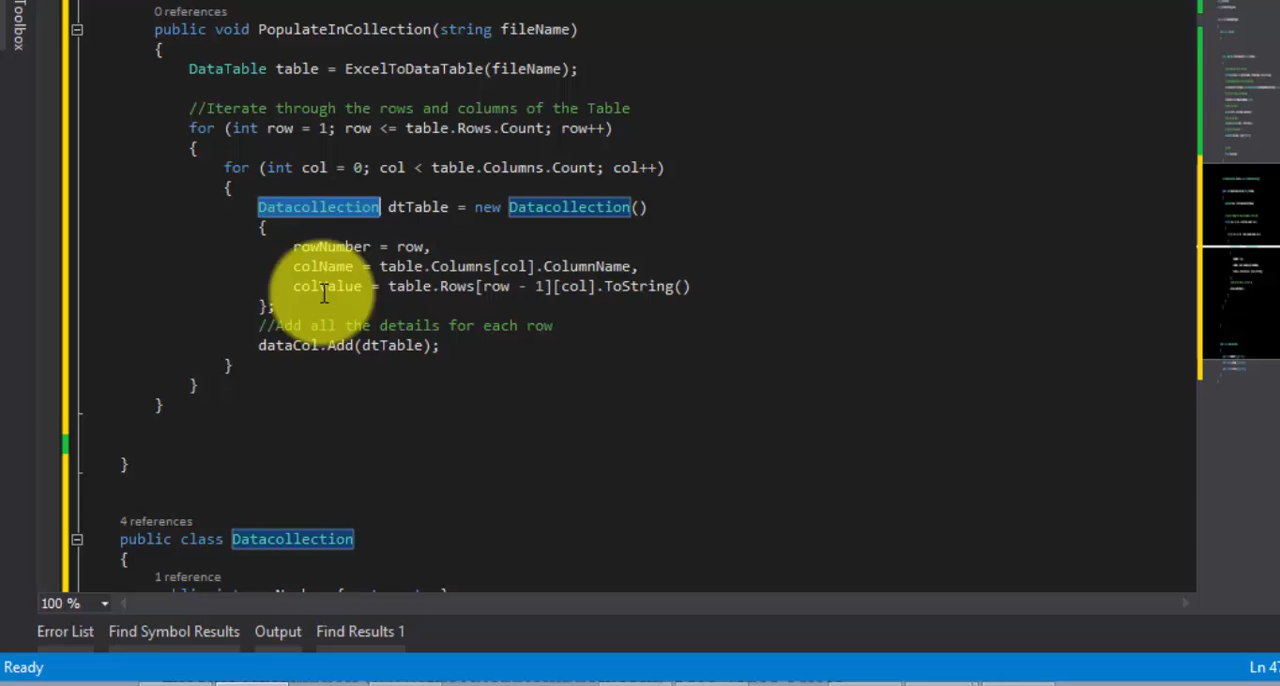 Toolbox
0 references
public void PopulateInCollection(string fileName)
{
DataTable table = ExcelToDataTable(fileName);
//Iterate through the rows and columns of the Table
for (int row = 1; row <= table.Rows.Count; row++)
{
for (int col = 0; col < table.Columns.Count; col++)
{
Datacollection dtTable = new Datacollection()
{
rowNumber = row,
colName = table.Columns[col].ColumnName,
colValue = table.Rows[row - 1][col].ToString()
};
//Add all the details for each row
dataCol.Add(dtTable);
}
}
}
}
4 references
public class Datacollection
{
1 reference
100 %
Error List Find Symbol Results Output Find Results 1
Ready Ln 47